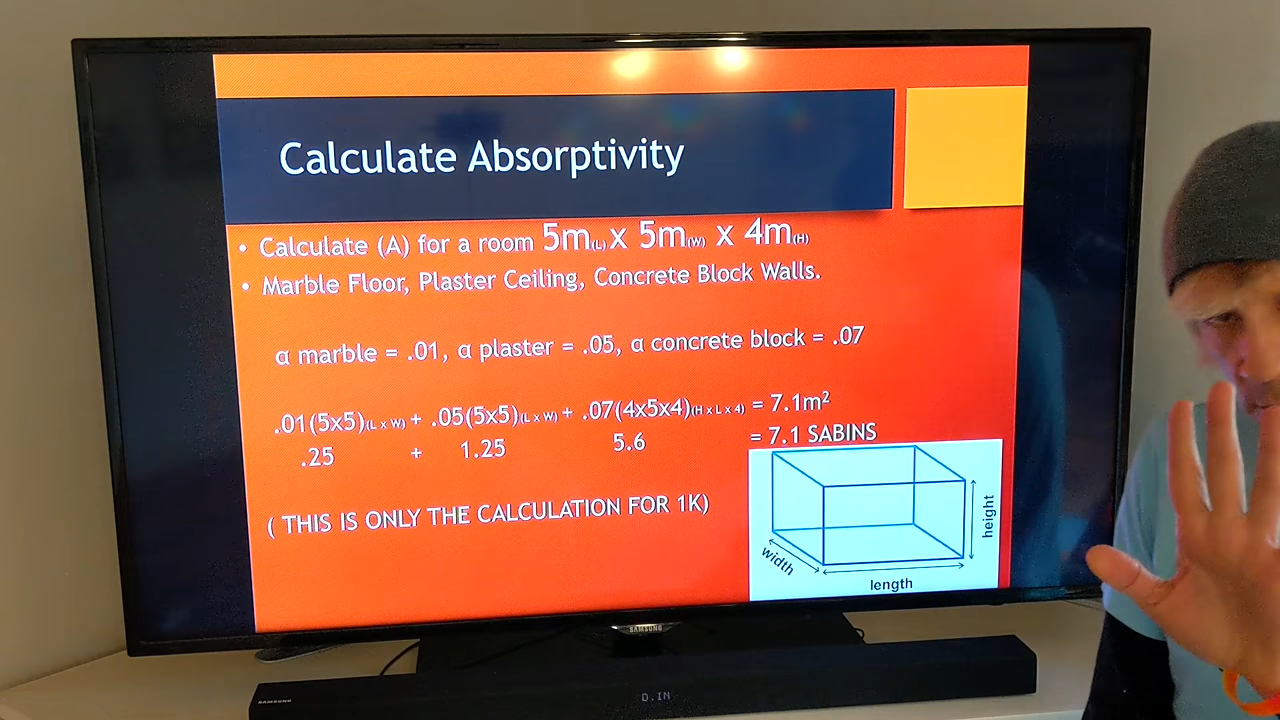 Calculate Absorptivity
• Calculate (A) for a room 5m(L) x 5m(W) x 4m(H)
• Marble Floor, Plaster Ceiling, Concrete Block Walls.
α marble = .01, α plaster = .05, α concrete block = .07
.01(5x5)(L x W) + .05(5x5)(L x W) + .07(4x5x4)(H x L x 4) = 7.1m²
.25 + 1.25 5.6 = 7.1 SABINS
( THIS IS ONLY THE CALCULATION FOR 1K)
height
width
length
SAMSUNG
SAMSUNG
D.IN